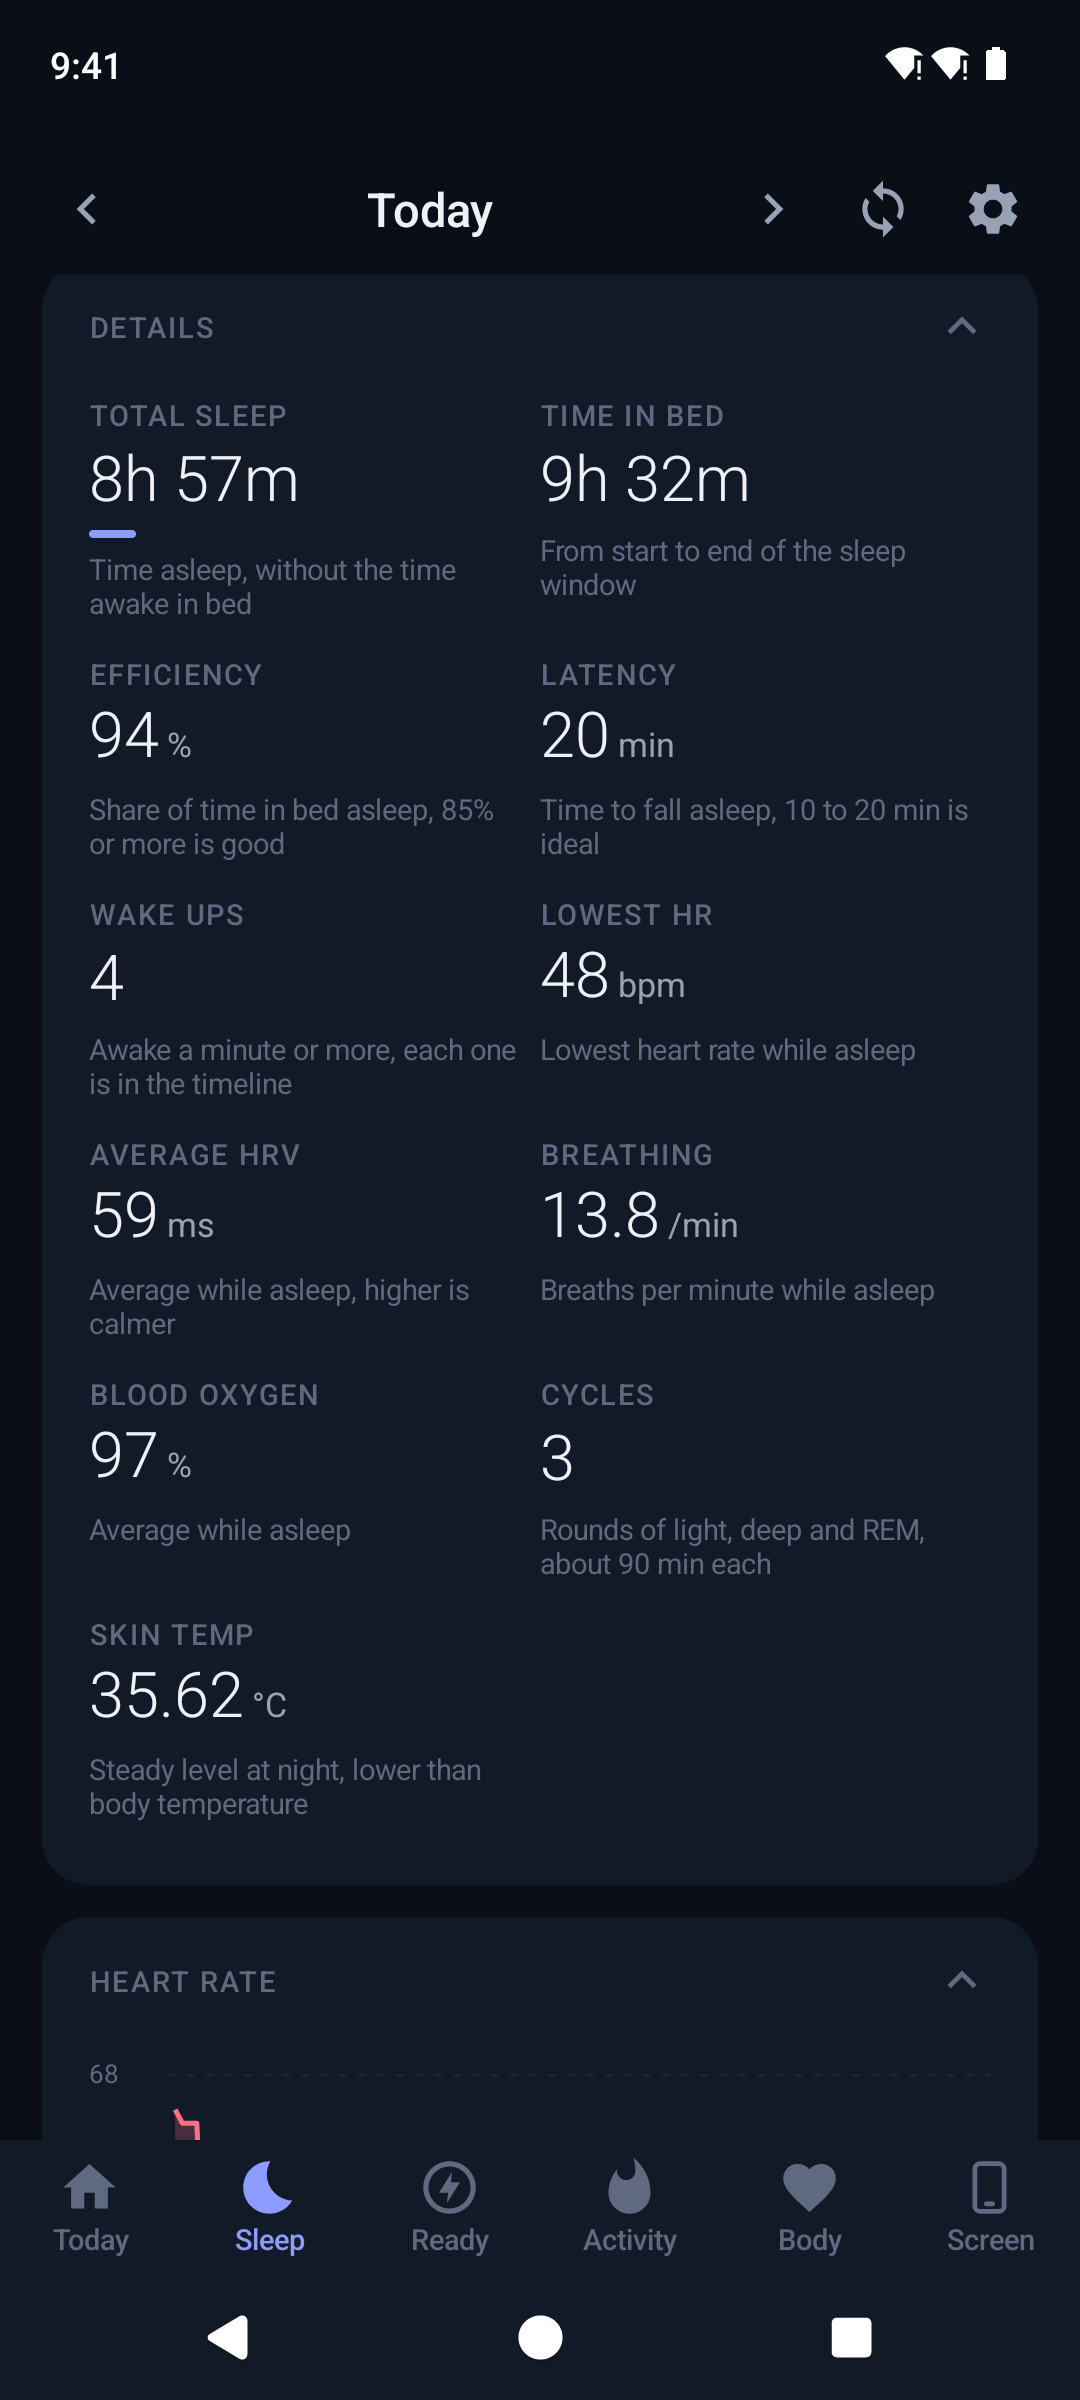 9:41
Today
DETAILS
TOTAL SLEEP
8h 57m
Time asleep, without the time
awake in bed
TIME IN BED
9h 32m
From start to end of the sleep
window
EFFICIENCY
94 %
Share of time in bed asleep, 85%
or more is good
LATENCY
20 min
Time to fall asleep, 10 to 20 min is
ideal
WAKE UPS
4
Awake a minute or more, each one
is in the timeline
LOWEST HR
48 bpm
Lowest heart rate while asleep
AVERAGE HRV
59 ms
Average while asleep, higher is
calmer
BREATHING
13.8 /min
Breaths per minute while asleep
BLOOD OXYGEN
97 %
Average while asleep
CYCLES
3
Rounds of light, deep and REM,
about 90 min each
SKIN TEMP
35.62 °C
Steady level at night, lower than
body temperature
HEART RATE
68
Today
Sleep
Ready
Activity
Body
Screen